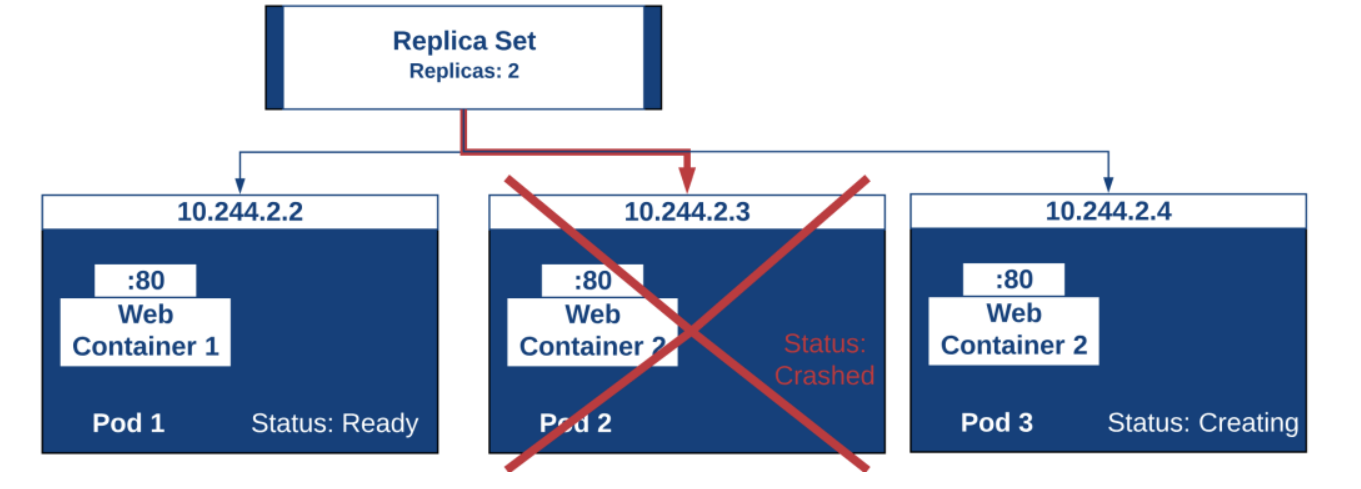 Replica Set
Replicas: 2
10.244.2.2
:80
Web
Container 1
Pod 1
Status: Ready
10.244.2.3
:80
Web
Container 2
Status:
Crashed
Pod 2
10.244.2.4
:80
Web
Container 2
Pod 3
Status: Creating